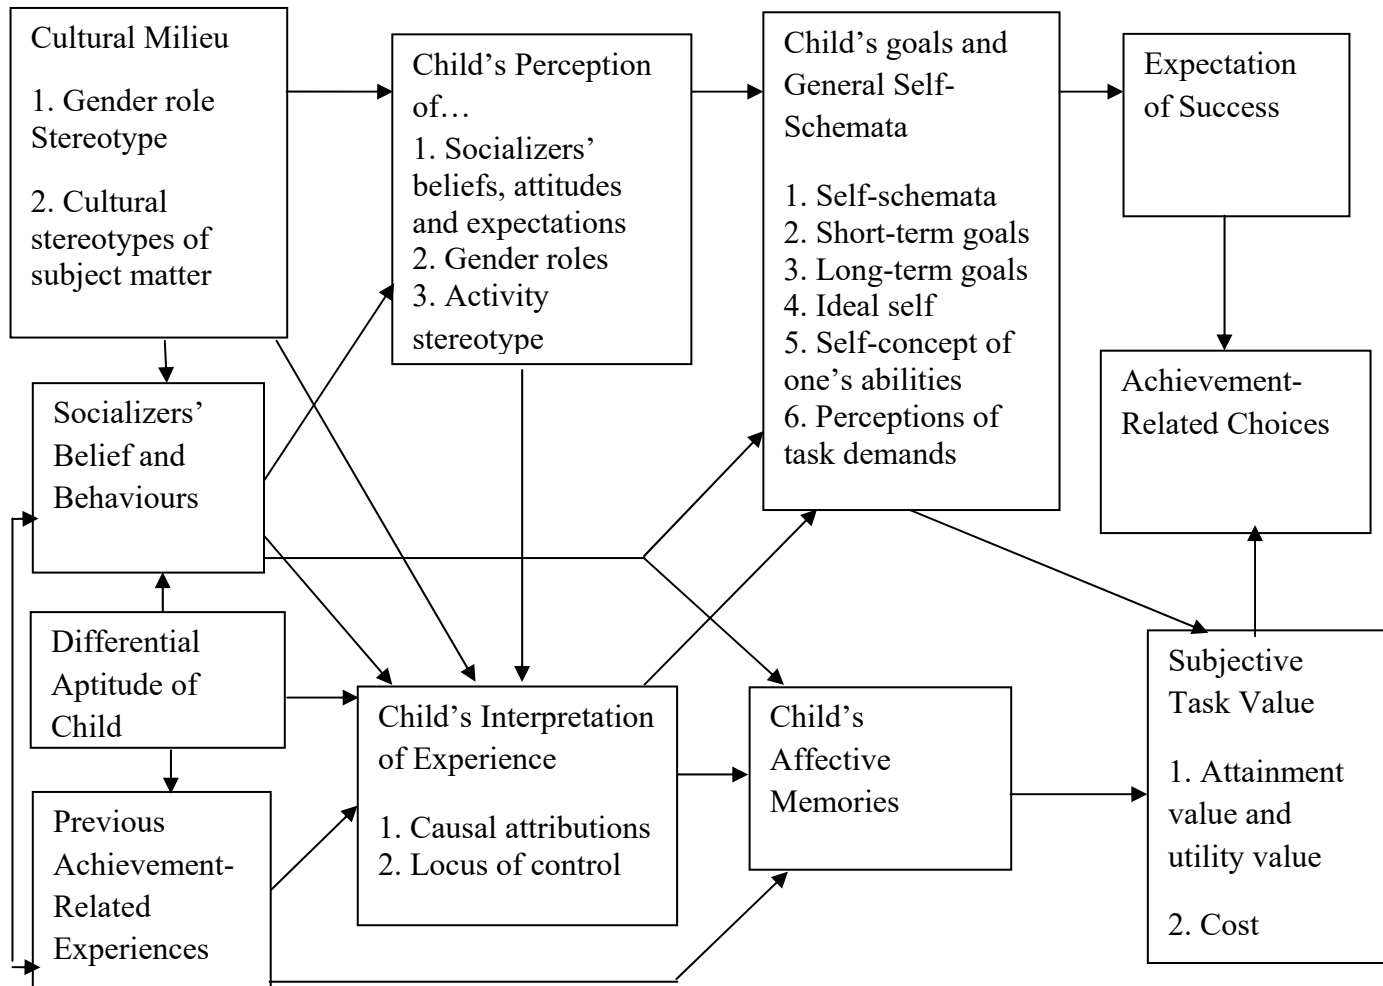 Cultural Milieu
1. Gender role
Stereotype
2. Cultural
stereotypes of
subject matter
Child’s Perception
of…
1. Socializers’
beliefs, attitudes
and expectations
2. Gender roles
3. Activity
stereotype
Child’s goals and
General Self-
Schemata
1. Self-schemata
2. Short-term goals
3. Long-term goals
4. Ideal self
5. Self-concept of
one’s abilities
6. Perceptions of
task demands
Expectation
of Success
Achievement-
Related Choices
Socializers’
Belief and
Behaviours
Differential
Aptitude of
Child
Previous
Achievement-
Related
Experiences
Child’s Interpretation
of Experience
1. Causal attributions
2. Locus of control
Child’s
Affective
Memories
Subjective
Task Value
1. Attainment
value and
utility value
2. Cost